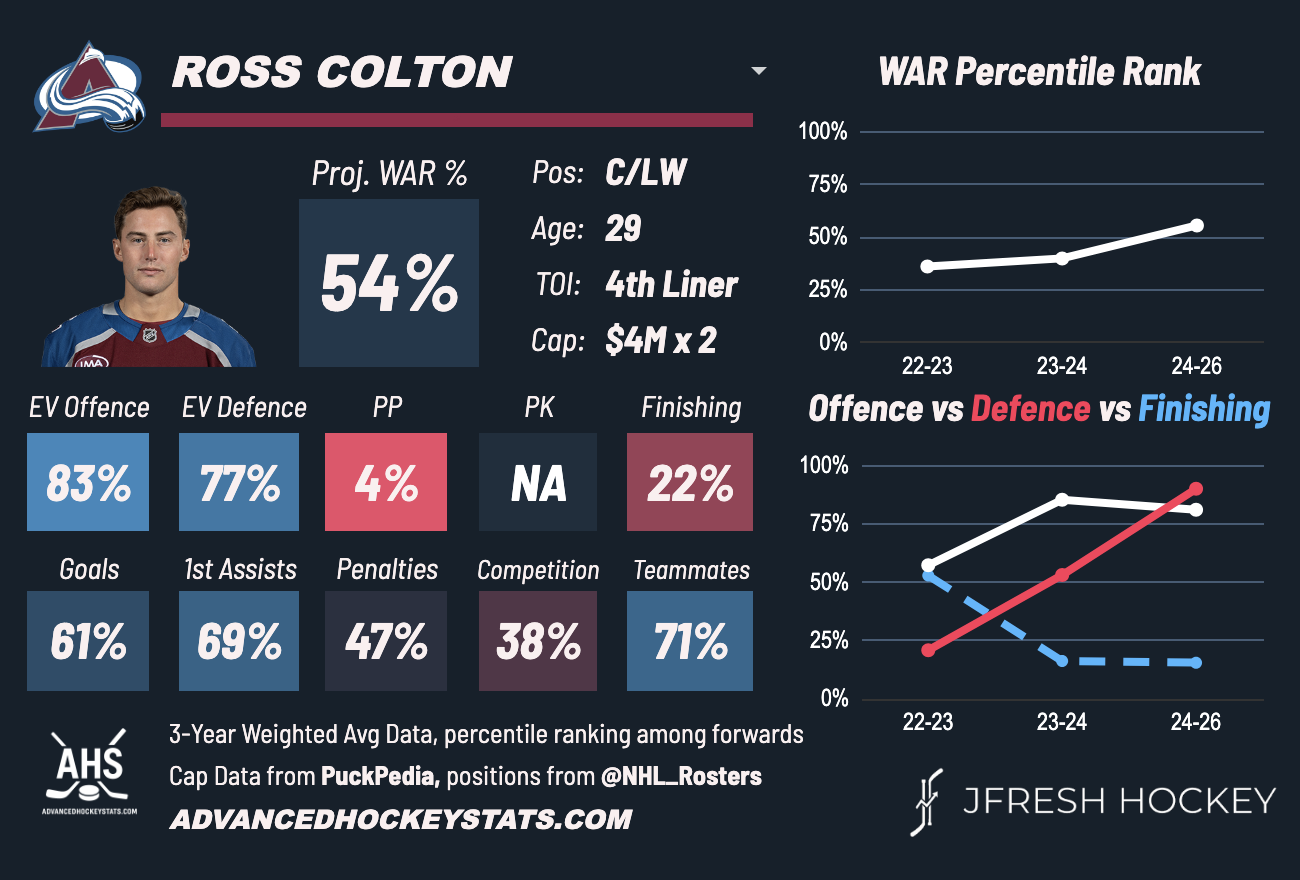 ROSS COLTON
Proj. WAR %
54%
Pos: C/LW
Age: 29
TOI: 4th Liner
Cap: $4M x 2
IMA
EV Offence EV Defence PP PK Finishing
83% 77% 4% NA 22%
Goals 1st Assists Penalties Competition Teammates
61% 69% 47% 38% 71%
AHS
ADVANCEDHOCKEYSTATS.COM
3-Year Weighted Avg Data, percentile ranking among forwards
Cap Data from PuckPedia, positions from @NHL_Rosters
ADVANCEDHOCKEYSTATS.COM
WAR Percentile Rank
100%
75%
50%
25%
0%
22-23 23-24 24-26
Offence vs Defence vs Finishing
100%
75%
50%
25%
0%
22-23 23-24 24-26
JFRESH HOCKEY